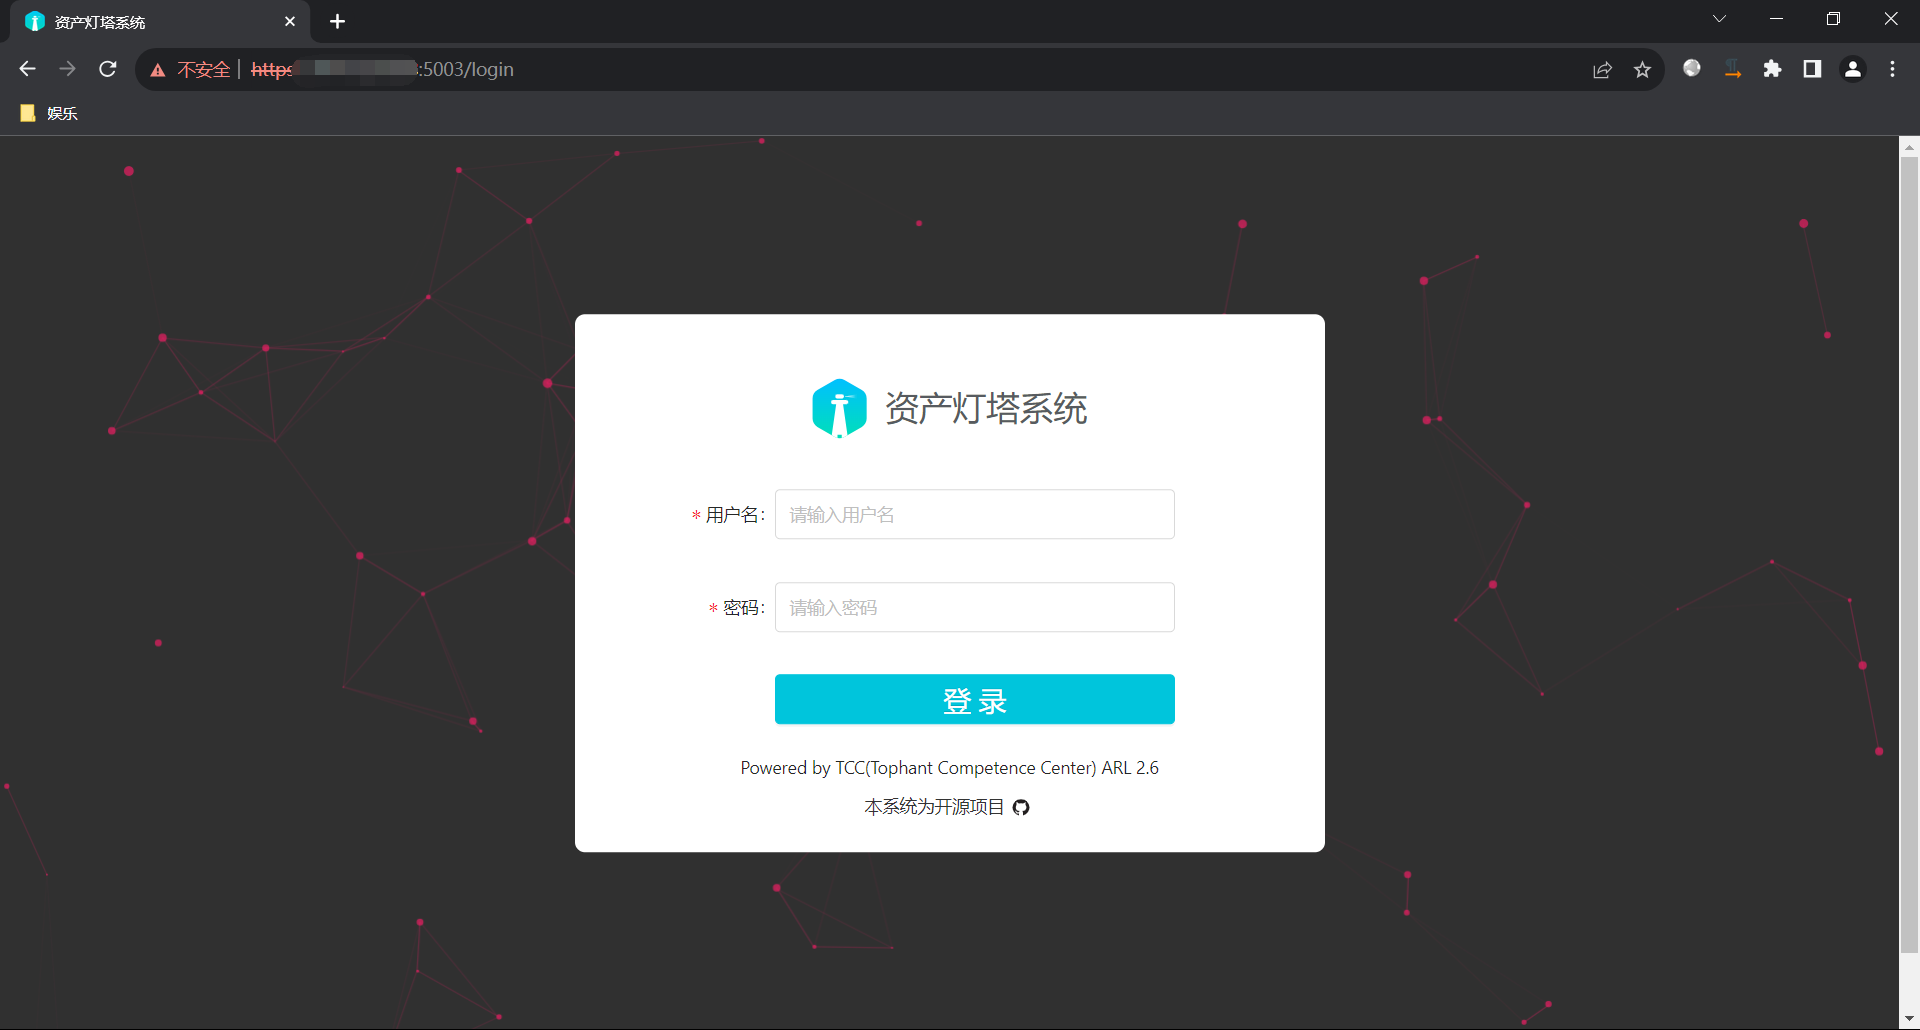 资产灯塔系统
不安全 https :5003/login
娱乐
资产灯塔系统
* 用户名: 请输入用户名
* 密码: 请输入密码
登 录
Powered by TCC(Tophant Competence Center) ARL 2.6
本系统为开源项目